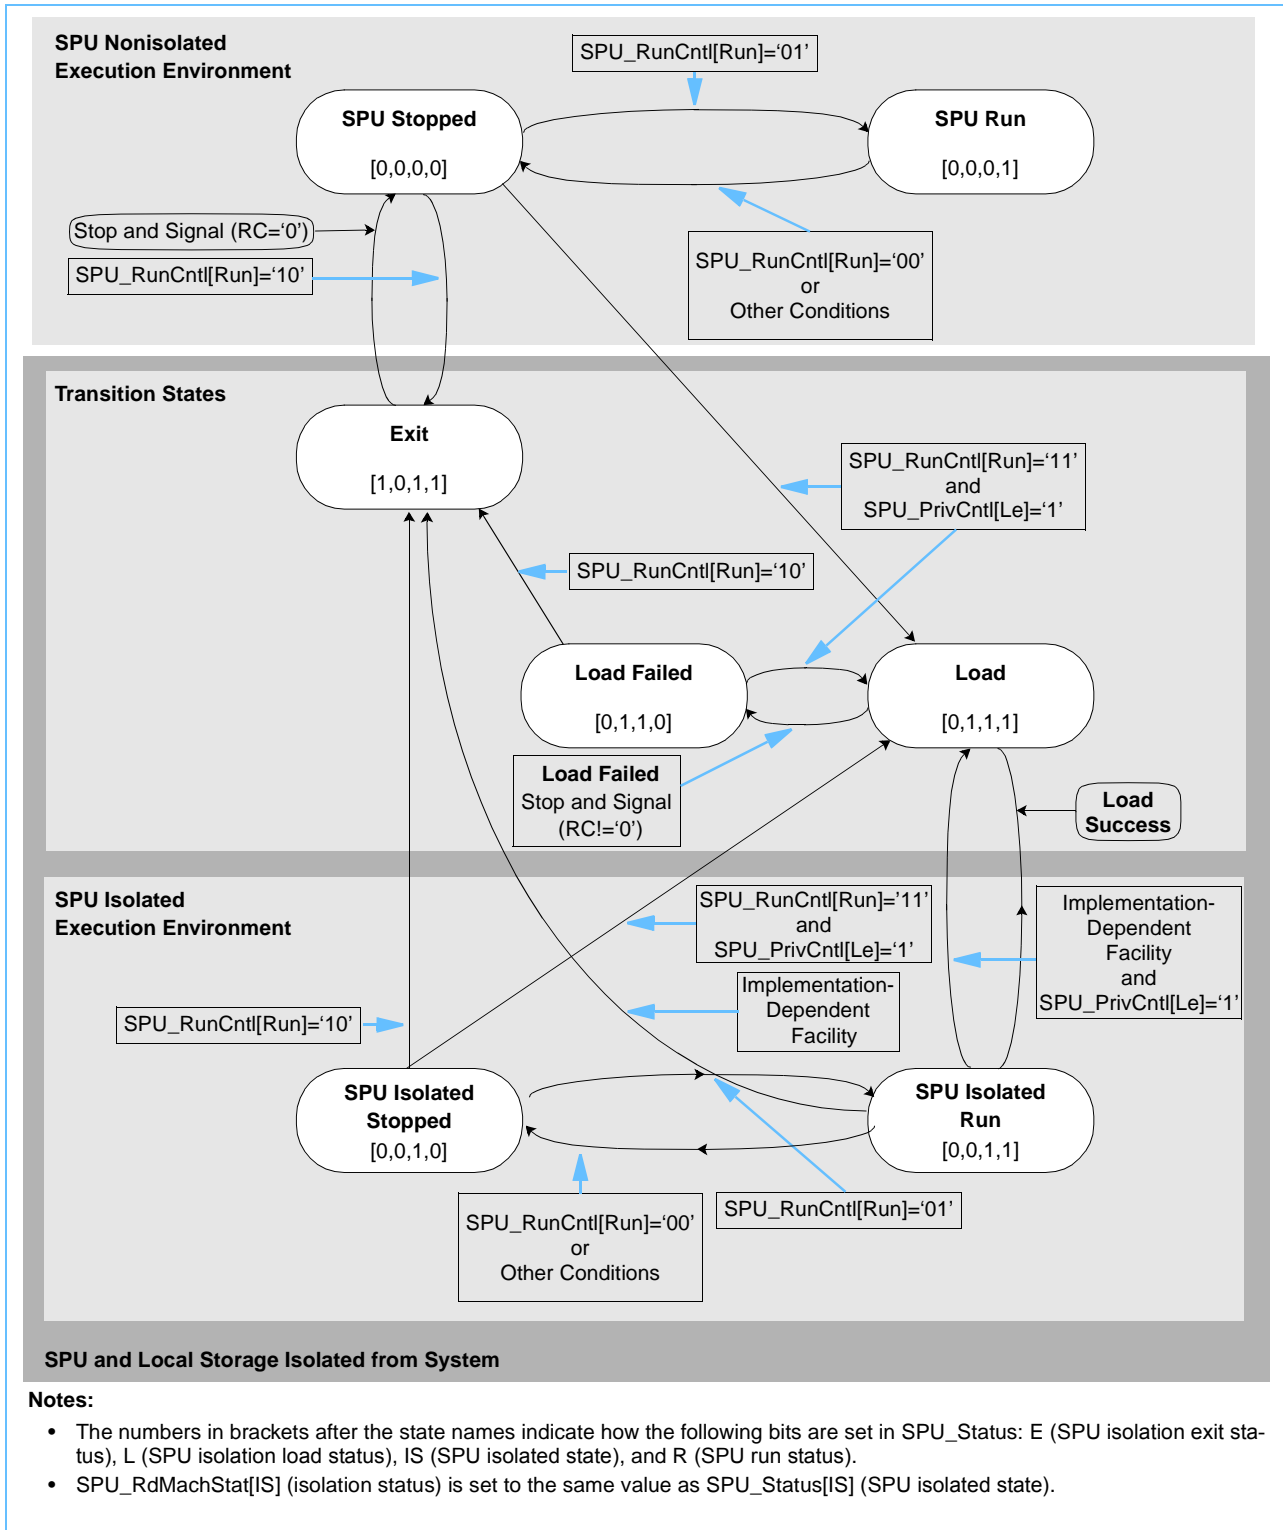 SPU Nonisolated
Execution Environment
SPU_RunCntl[Run]=‘01’
SPU Stopped
[0,0,0,0]
SPU Run
[0,0,0,1]
Stop and Signal (RC=‘0’)
SPU_RunCntl[Run]=‘10’
SPU_RunCntl[Run]=‘00’
or
Other Conditions
Transition States
Exit
[1,0,1,1]
SPU_RunCntl[Run]=‘11’
and
SPU_PrivCntl[Le]=‘1’
SPU_RunCntl[Run]=‘10’
Load Failed
[0,1,1,0]
Load
[0,1,1,1]
Load Failed
Stop and Signal
(RC!=‘0’)
Load
Success
SPU Isolated
Execution Environment
SPU_RunCntl[Run]=‘11’
and
SPU_PrivCntl[Le]=‘1’
Implementation-
Dependent
Facility
and
SPU_PrivCntl[Le]=‘1’
Implementation-
Dependent
Facility
SPU_RunCntl[Run]=‘10’
SPU Isolated
Stopped
[0,0,1,0]
SPU Isolated
Run
[0,0,1,1]
SPU_RunCntl[Run]=‘00’
or
Other Conditions
SPU_RunCntl[Run]=‘01’
SPU and Local Storage Isolated from System
Notes:
• The numbers in brackets after the state names indicate how the following bits are set in SPU_Status: E (SPU isolation exit sta-
tus), L (SPU isolation load status), IS (SPU isolated state), and R (SPU run status).
• SPU_RdMachStat[IS] (isolation status) is set to the same value as SPU_Status[IS] (SPU isolated state).